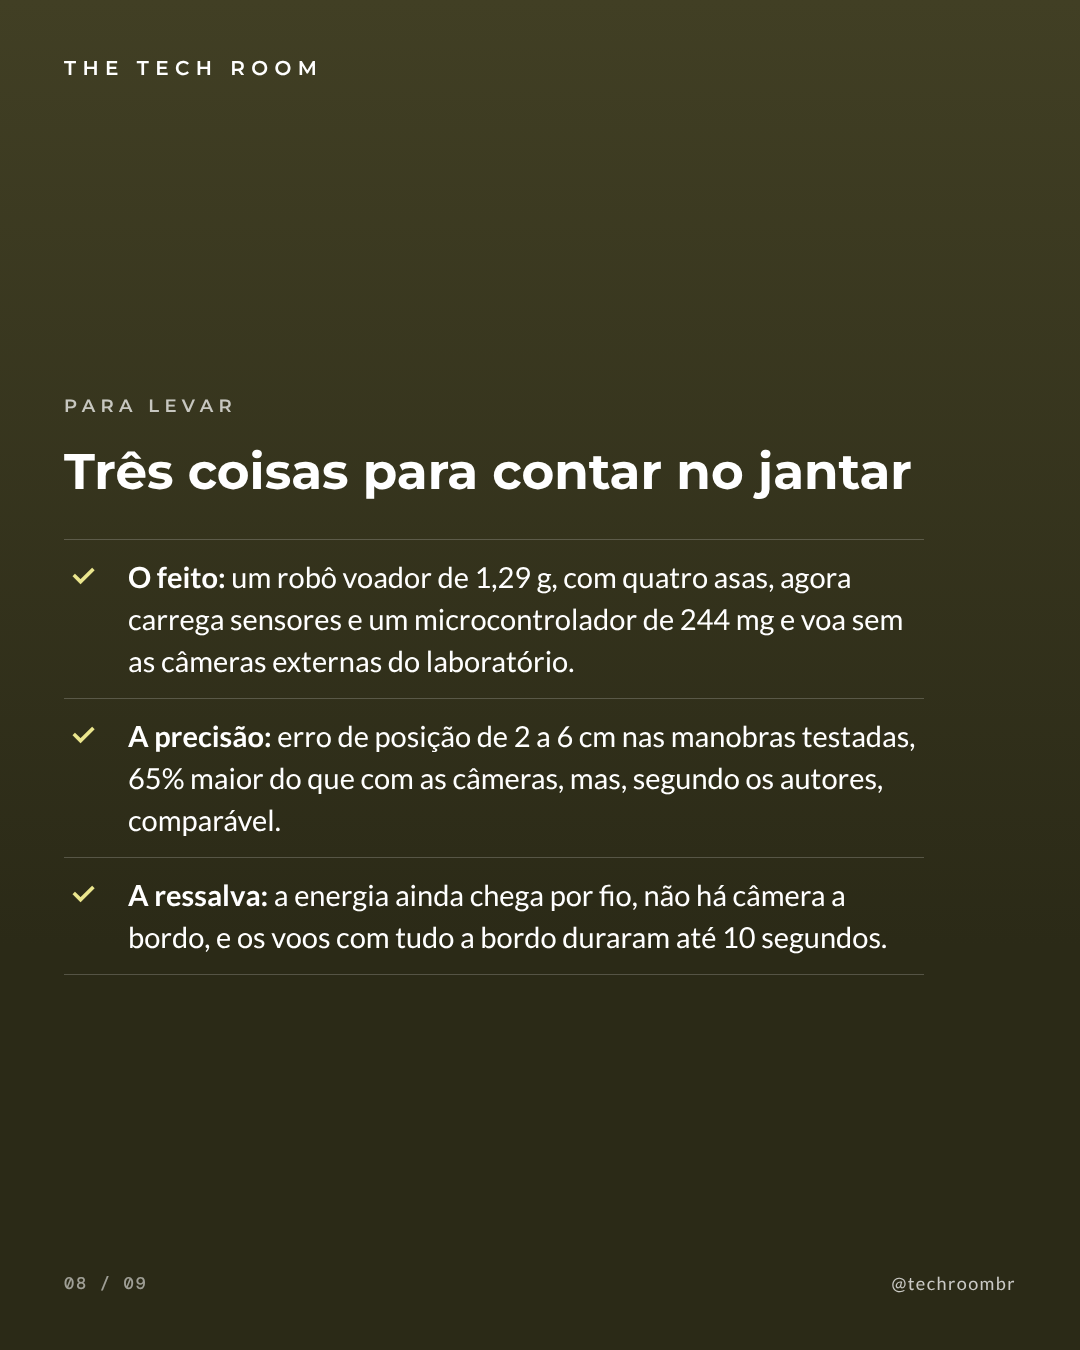 THE TECH ROOM
PARA LEVAR
Três coisas para contar no jantar
O feito: um robô voador de 1,29 g, com quatro asas, agora
carrega sensores e um microcontrolador de 244 mg e voa sem
as câmeras externas do laboratório.
A precisão: erro de posição de 2 a 6 cm nas manobras testadas,
65% maior do que com as câmeras, mas, segundo os autores,
comparável.
A ressalva: a energia ainda chega por fio, não há câmera a
bordo, e os voos com tudo a bordo duraram até 10 segundos.
08 / 09
@techroombr